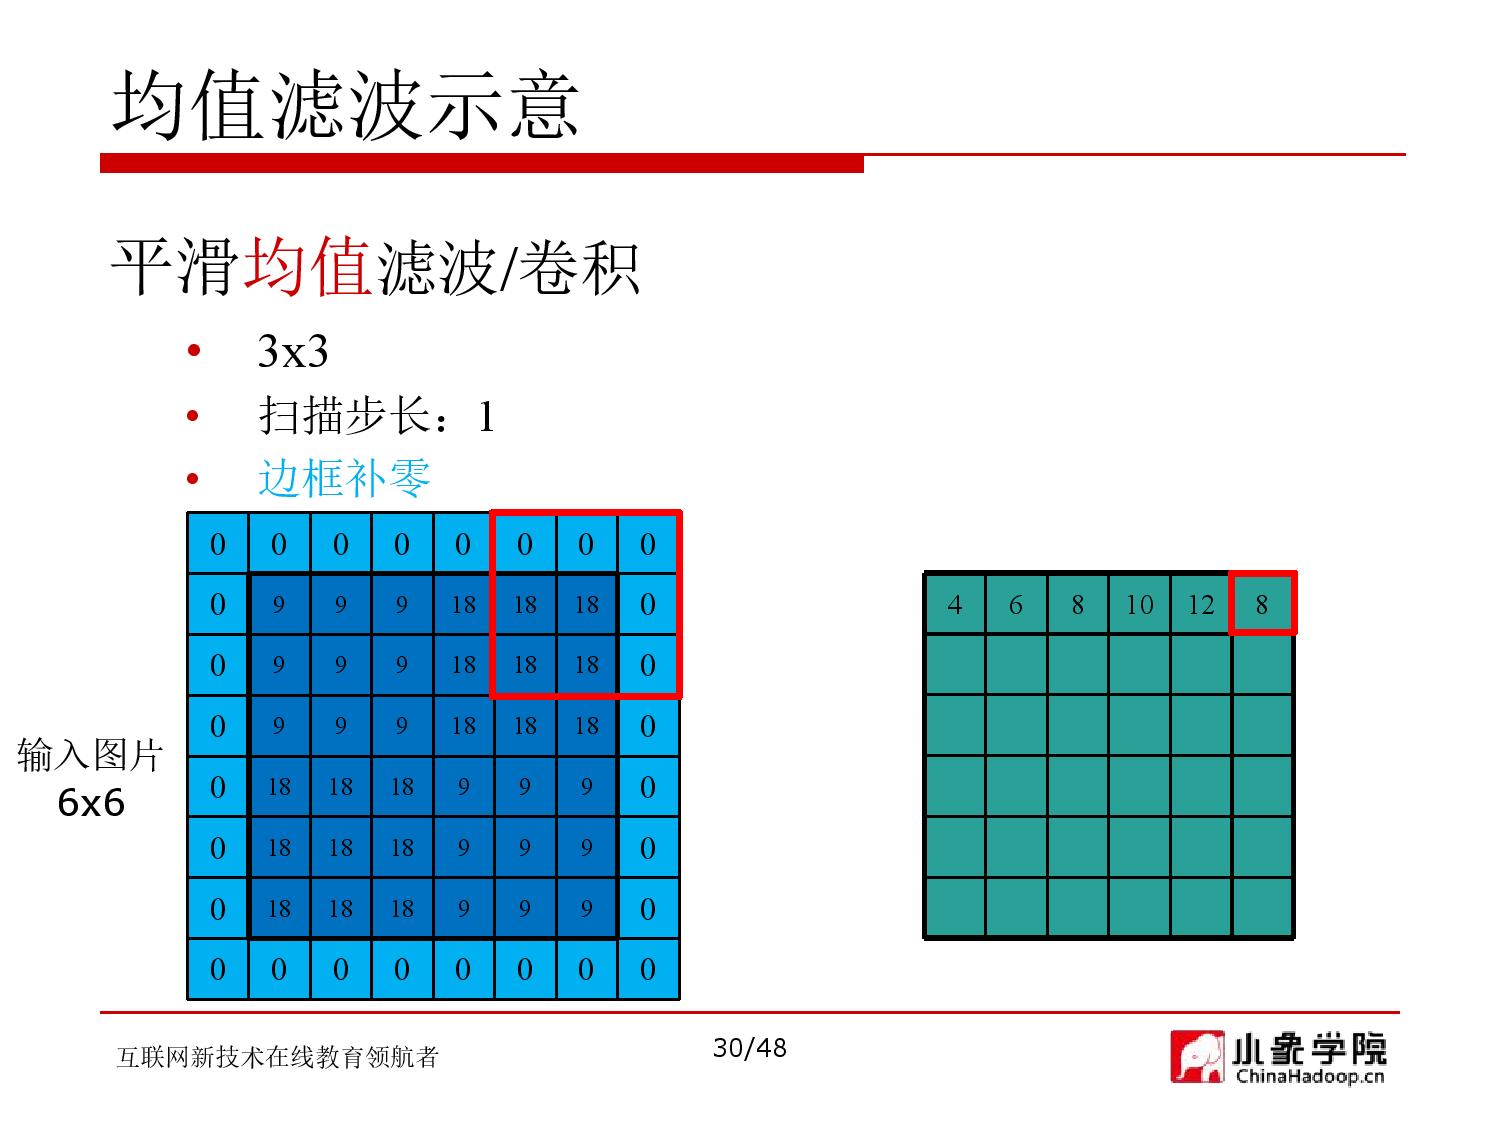 均值滤波示意
平滑均值滤波/卷积
• 3x3
• 扫描步长：1
• 边框补零
0 0 0 0 0 0 0 0
0 9 9 9 18 18 18 0
0 9 9 9 18 18 18 0
0 9 9 9 18 18 18 0
0 18 18 18 9 9 9 0
0 18 18 18 9 9 9 0
0 18 18 18 9 9 9 0
0 0 0 0 0 0 0 0
输入图片
6x6
4 6 8 10 12 8
互联网新技术在线教育领航者
30/48
小象学院
ChinaHadoop.cn